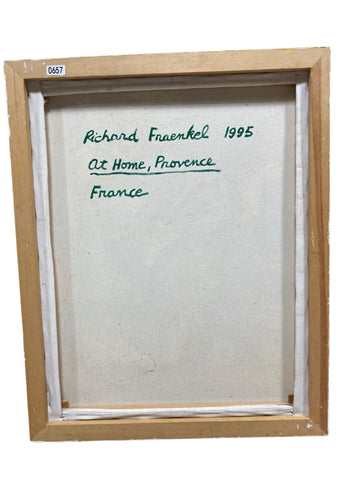 0657
Richard Fraenkel 1995
At Home, Provence
France